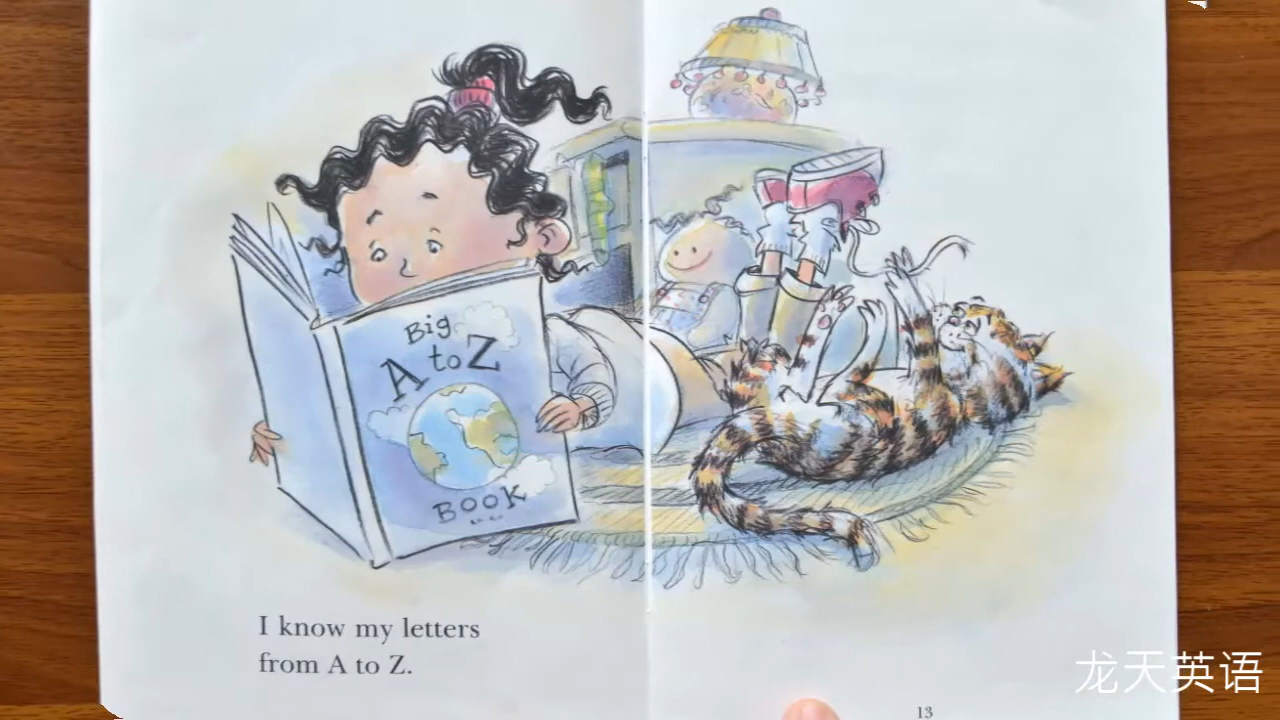 Big
A to Z
BOOK
I know my letters
from A to Z.
13
龙天英语